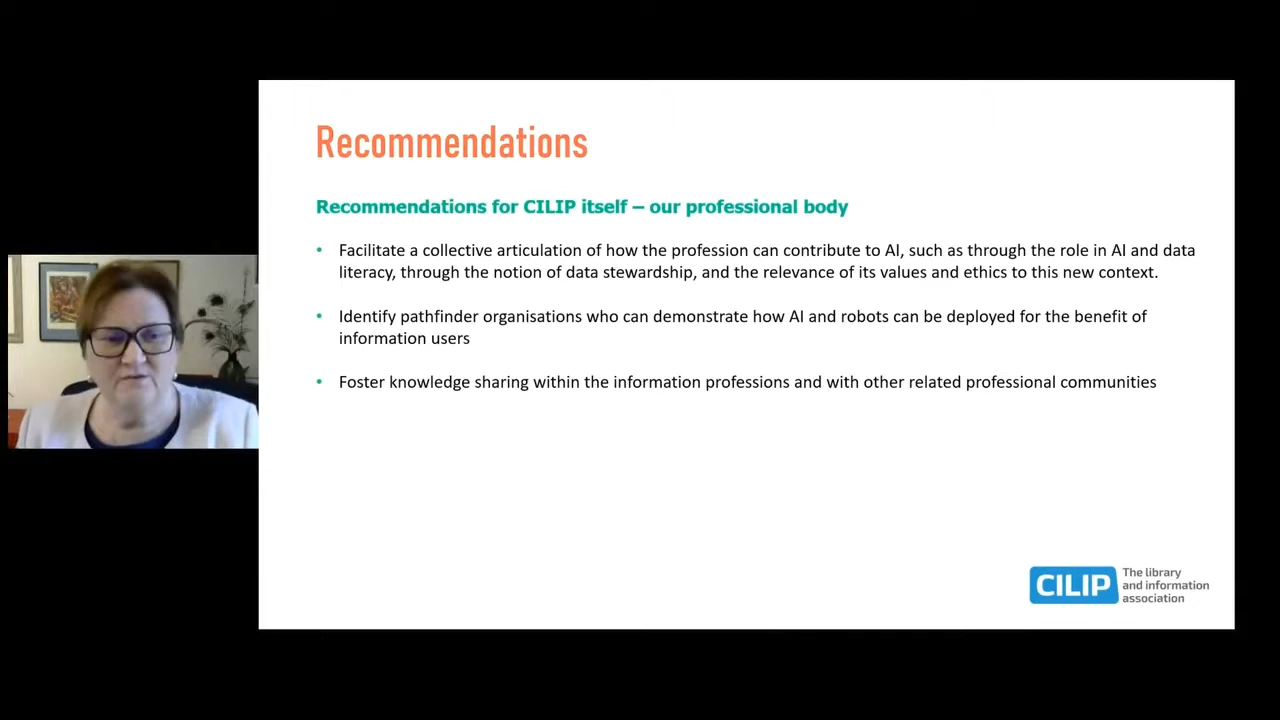 Recommendations
Recommendations for CILIP itself – our professional body
• Facilitate a collective articulation of how the profession can contribute to AI, such as through the role in AI and data
literacy, through the notion of data stewardship, and the relevance of its values and ethics to this new context.
• Identify pathfinder organisations who can demonstrate how AI and robots can be deployed for the benefit of
information users
• Foster knowledge sharing within the information professions and with other related professional communities
CILIP
The library
and information
association